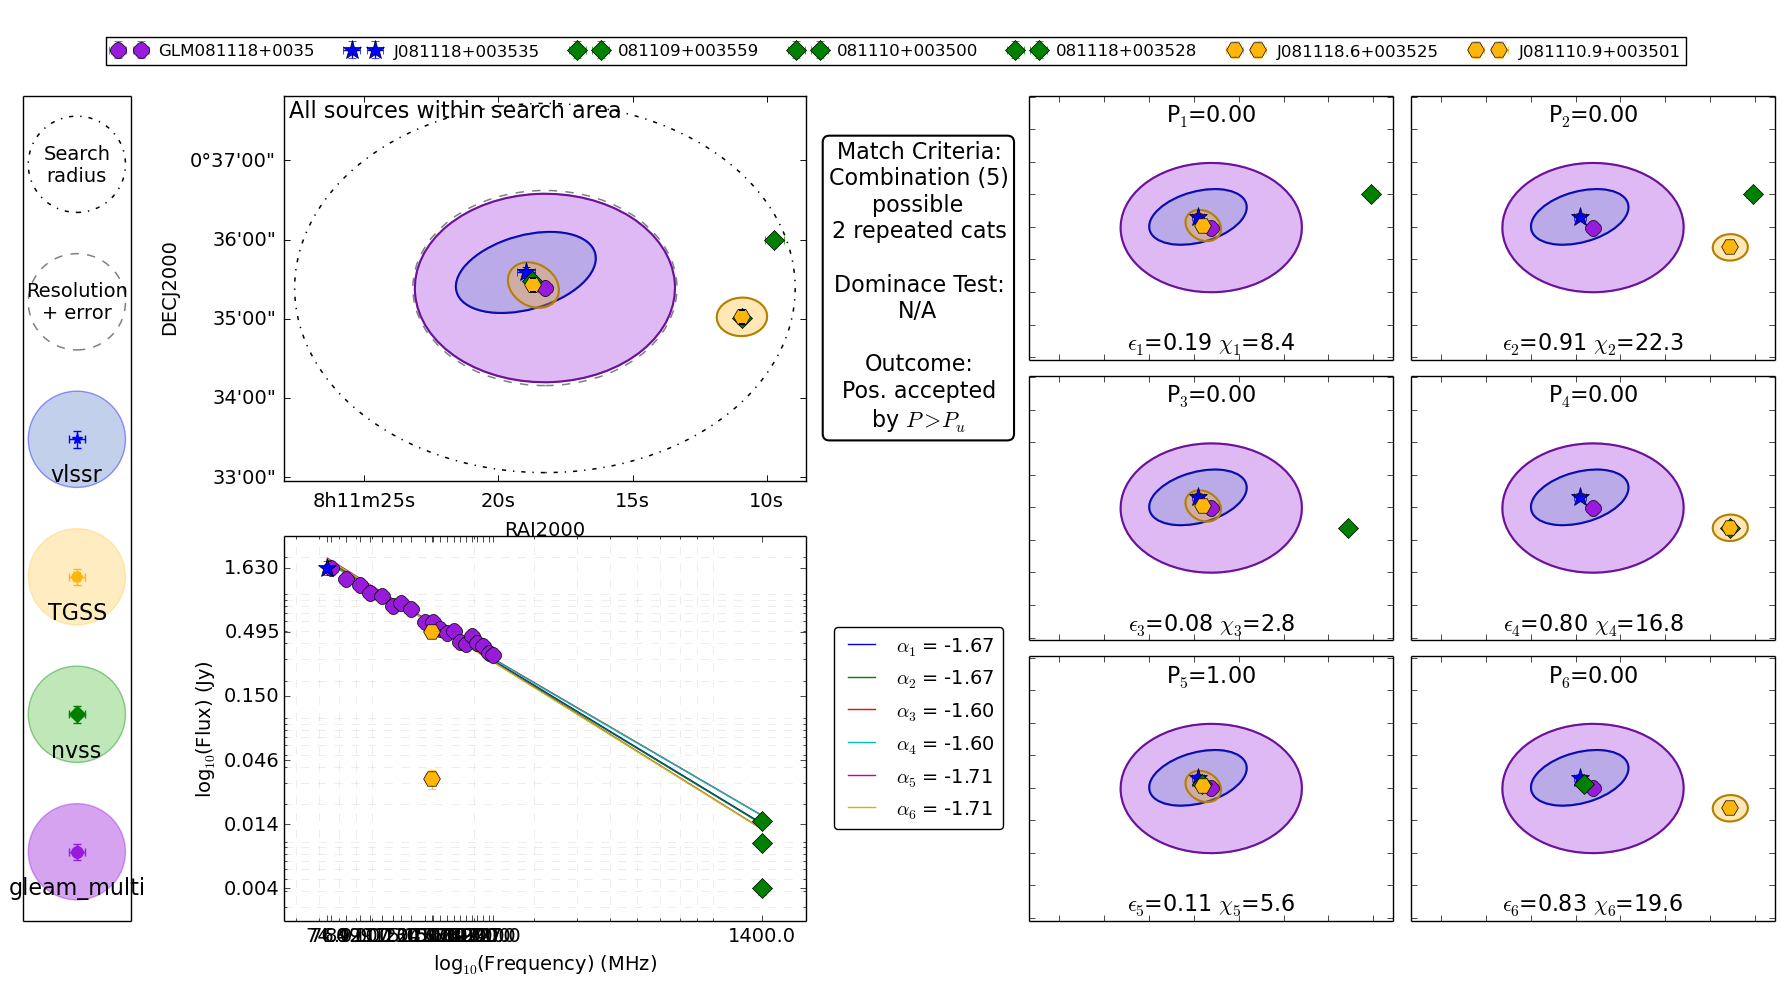 GLM081118+0035 J081118+003535 081109+003559 081110+003500 081118+003528 J081118.6+003525 J081110.9+003501
Search
radius
Resolution
+ error
vlssr
TGSS
nvss
gleam_multi
All sources within search area
DECJ2000
0°37'00"
36'00"
35'00"
34'00"
33'00"
8h11m25s 20s 15s 10s
RAJ2000
Match Criteria:
Combination (5)
possible
2 repeated cats
Dominace Test:
N/A
Outcome:
Pos. accepted
by P>Pu
log10(Flux) (Jy)
1.630
0.495
0.150
0.046
0.014
0.004
1400.0
log10(Frequency) (MHz)
α1 = -1.67
α2 = -1.67
α3 = -1.60
α4 = -1.60
α5 = -1.71
α6 = -1.71
P1=0.00
ϵ1=0.19 χ1=8.4
P2=0.00
ϵ2=0.91 χ2=22.3
P3=0.00
ϵ3=0.08 χ3=2.8
P4=0.00
ϵ4=0.80 χ4=16.8
P5=1.00
ϵ5=0.11 χ5=5.6
P6=0.00
ϵ6=0.83 χ6=19.6